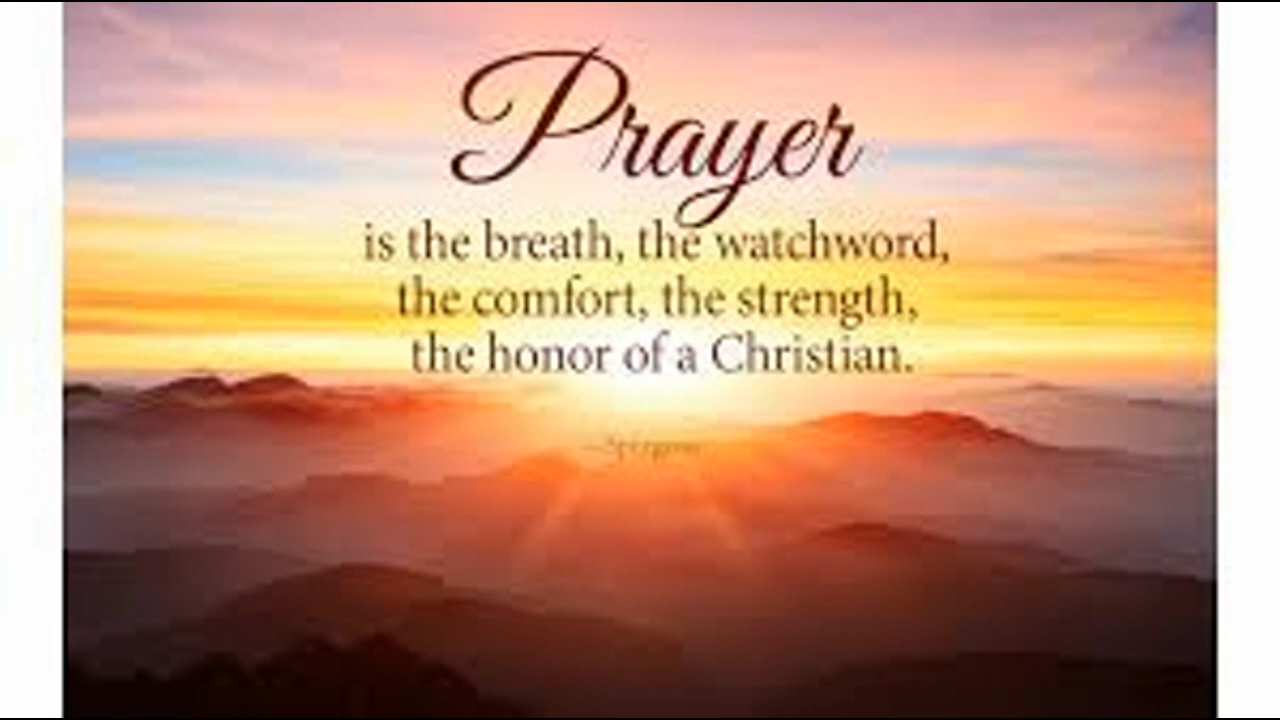 Prayer
is the breath, the watchword,
the comfort, the strength,
the honor of a Christian.